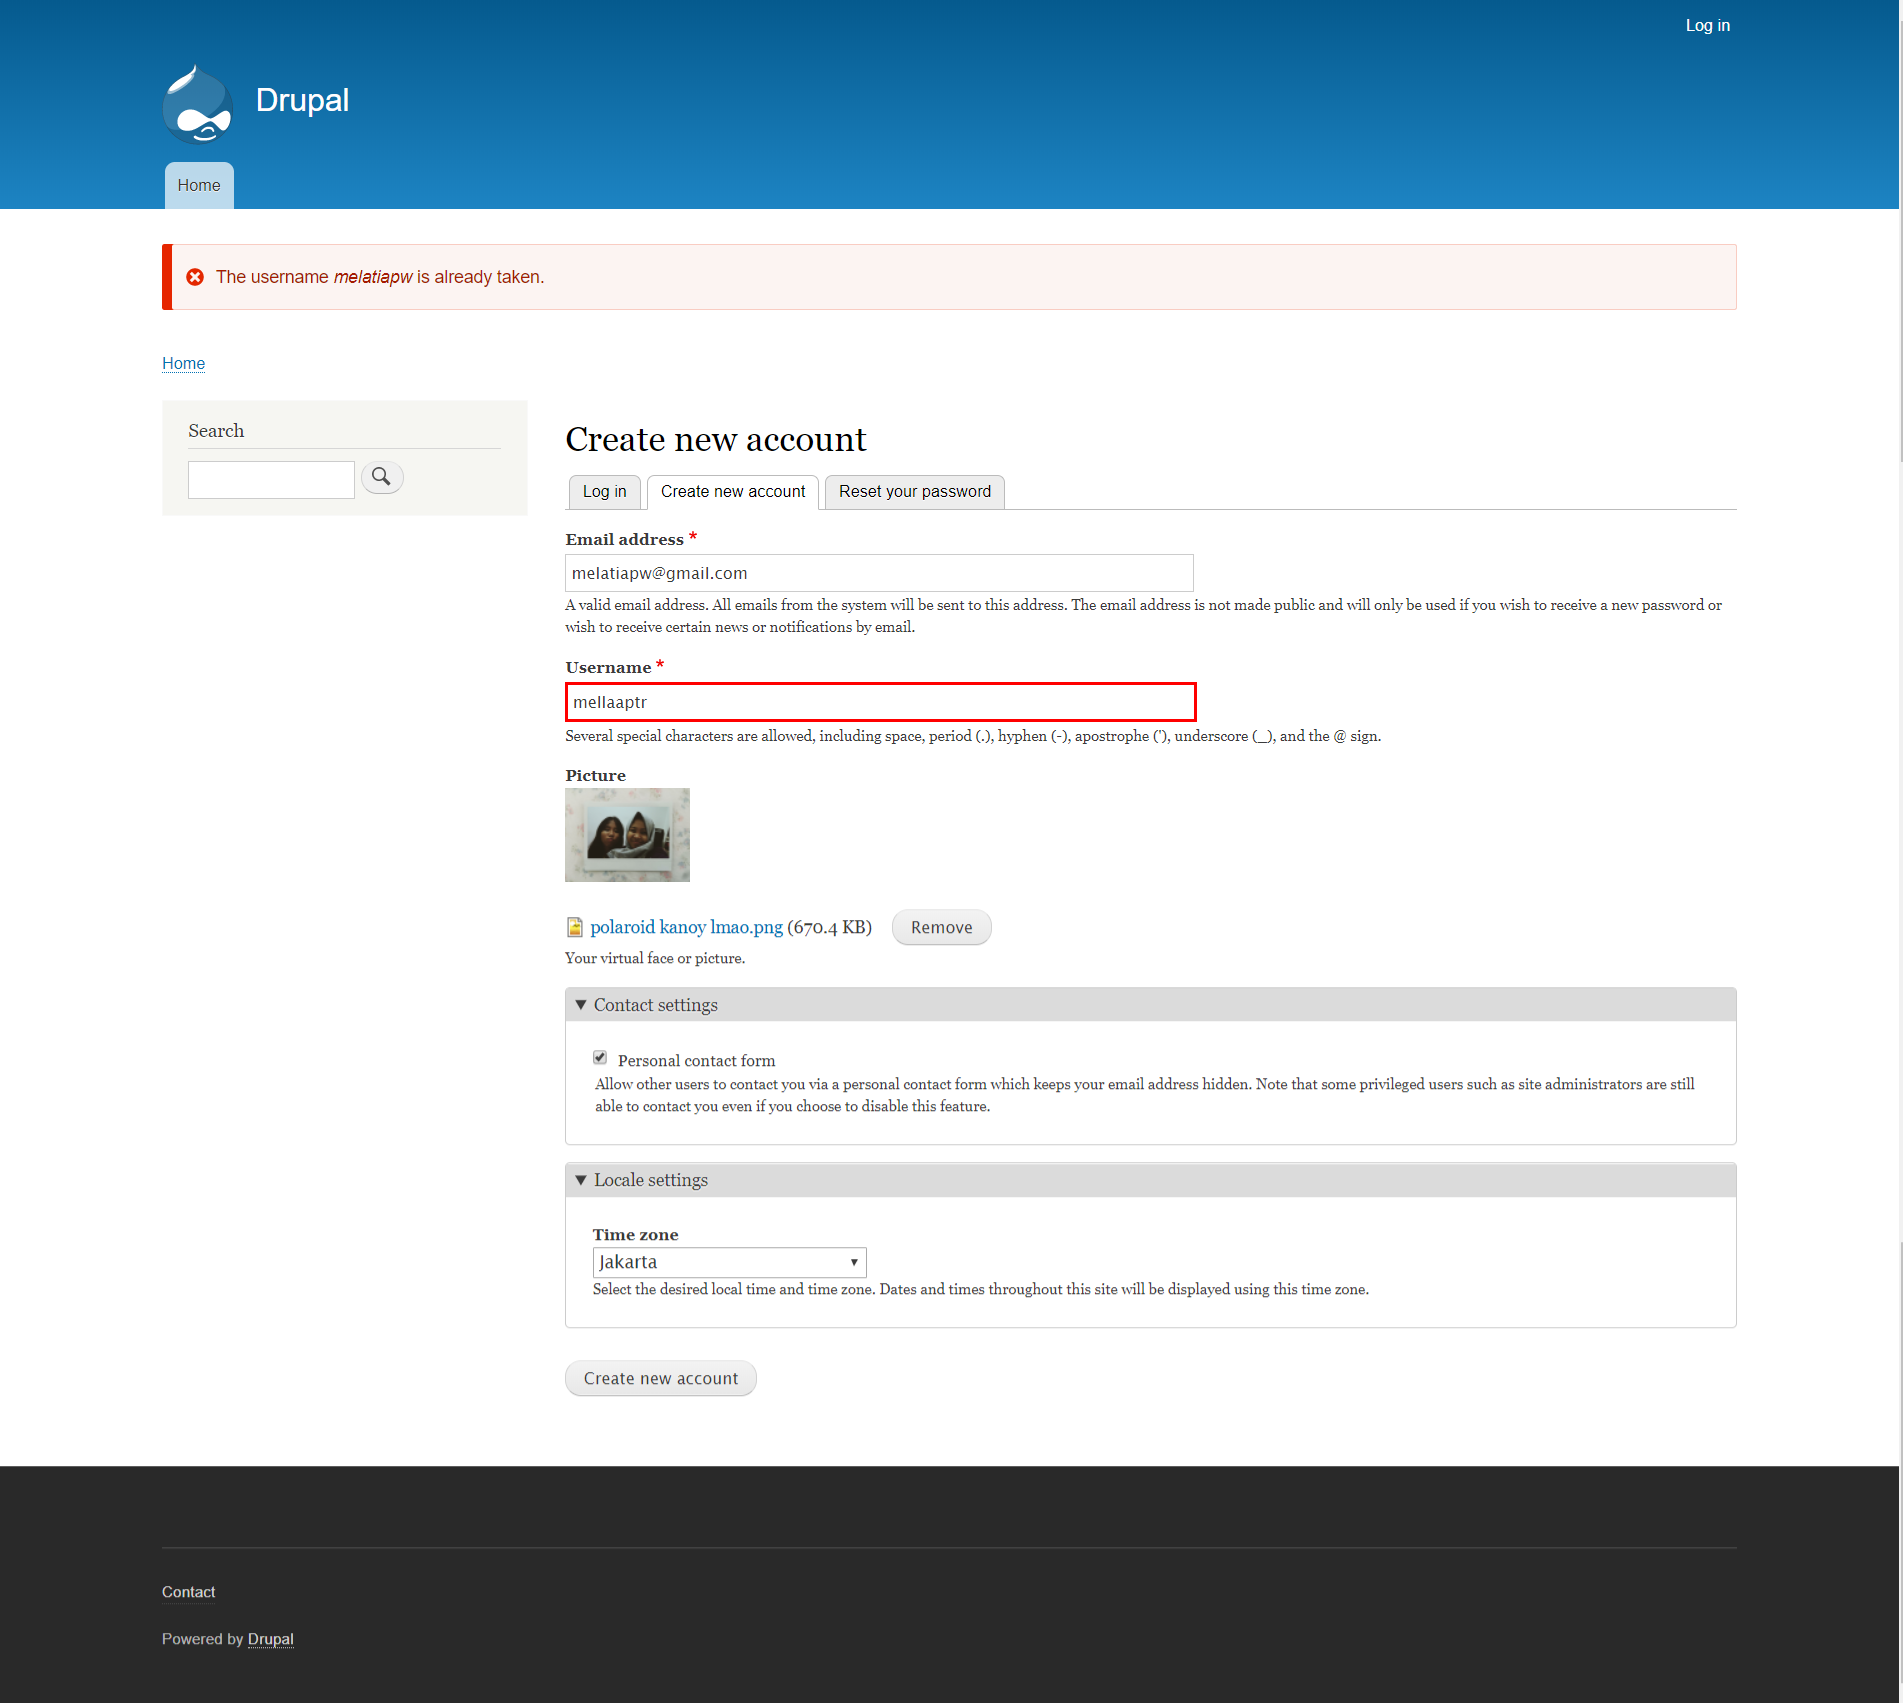 Log in
Drupal
Home
The username melatiapw is already taken.
Home
Search
Create new account
Log in
Create new account
Reset your password
Email address *
melatiapw@gmail.com
A valid email address. All emails from the system will be sent to this address. The email address is not made public and will only be used if you wish to receive a new password or
wish to receive certain news or notifications by email.
Username *
mellaaptr
Several special characters are allowed, including space, period (.), hyphen (-), apostrophe ('), underscore (_), and the @ sign.
Picture
polaroid kanoy lmao.png (670.4 KB)
Remove
Your virtual face or picture.
Contact settings
Personal contact form
Allow other users to contact you via a personal contact form which keeps your email address hidden. Note that some privileged users such as site administrators are still
able to contact you even if you choose to disable this feature.
Locale settings
Time zone
Jakarta
Select the desired local time and time zone. Dates and times throughout this site will be displayed using this time zone.
Create new account
Contact
Powered by Drupal